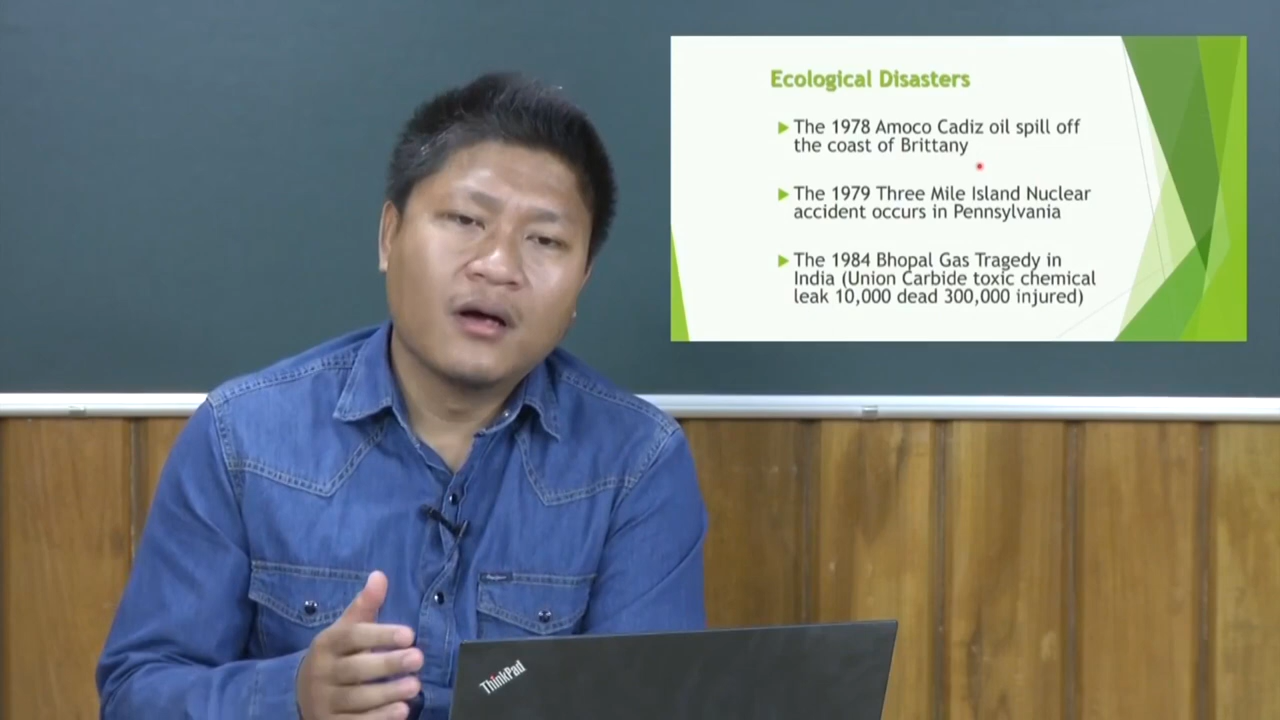 Ecological Disasters
The 1978 Amoco Cadiz oil spill off
the coast of Brittany
The 1979 Three Mile Island Nuclear
accident occurs in Pennsylvania
The 1984 Bhopal Gas Tragedy in
India (Union Carbide toxic chemical
leak 10,000 dead 300,000 injured)
ThinkPad